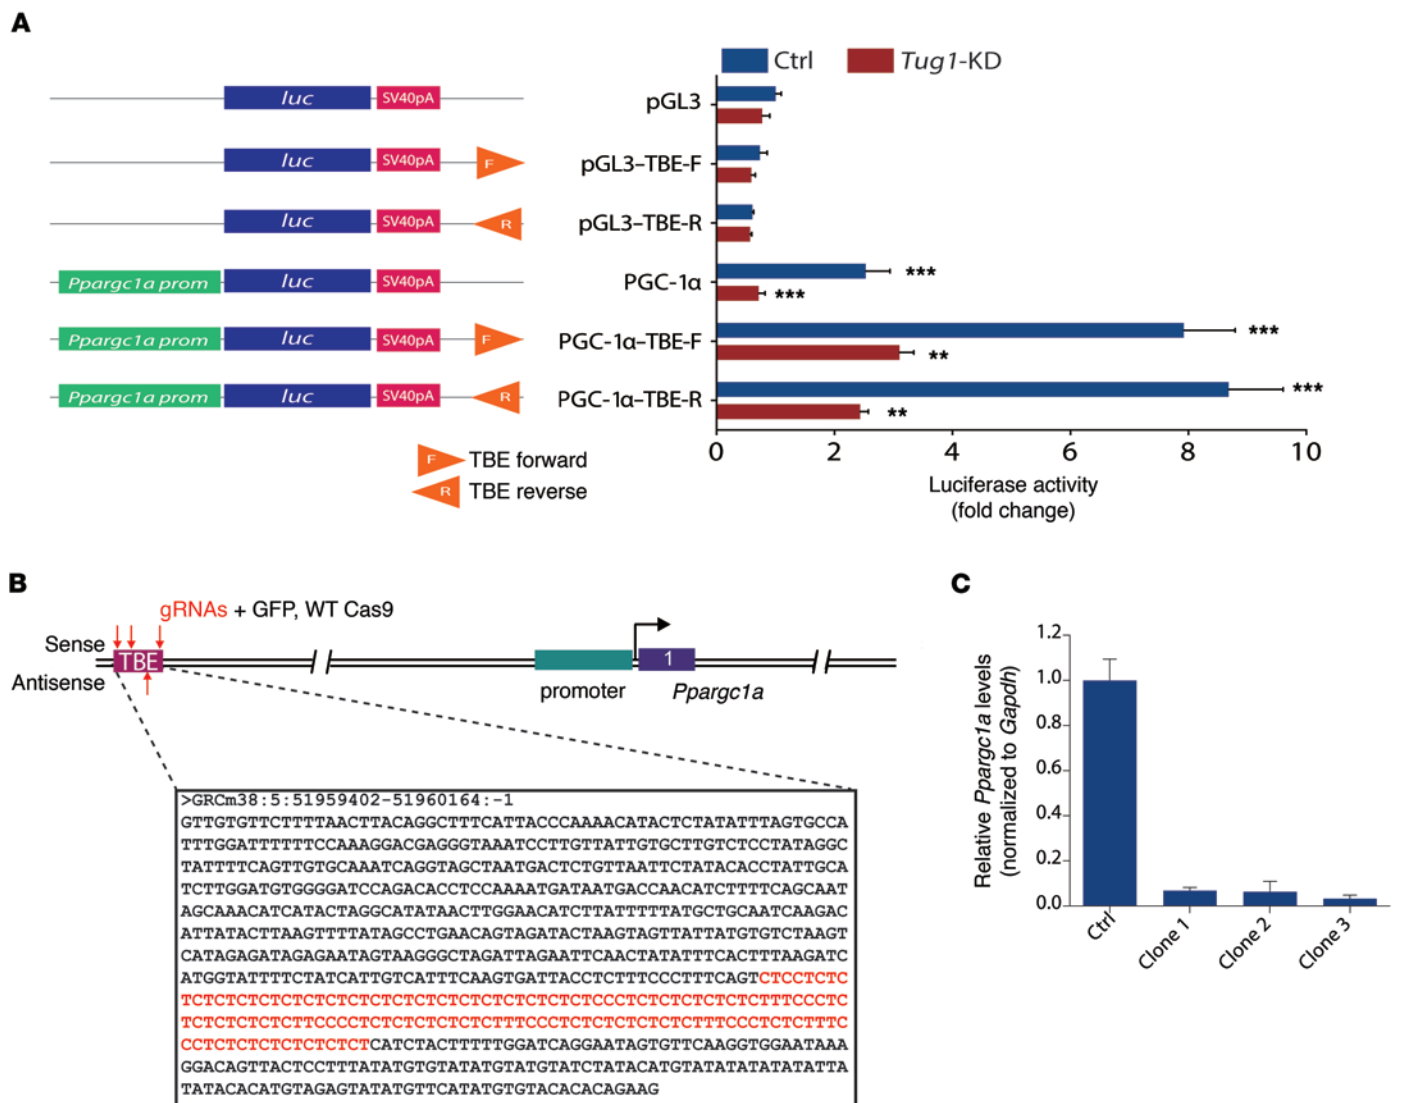 A
Ctrl
Tug1-KD
luc SV40pA pGL3
luc SV40pA F pGL3–TBE-F
luc SV40pA R pGL3–TBE-R
Ppargc1a prom luc SV40pA PGC-1α *** ***
Ppargc1a prom luc SV40pA F PGC-1α–TBE-F *** **
Ppargc1a prom luc SV40pA R PGC-1α–TBE-R *** **
0 2 4 6 8 10
Luciferase activity
(fold change)
F TBE forward
R TBE reverse
B
gRNAs + GFP, WT Cas9
Sense
TBE
Antisense
1
promoter
Ppargc1a
>GRCm38:5:51959402-51960164:-1
GTTGTGTTCTTTTAACTTACAGGCTTTCATTACCCAAAACATACTCTATATTTAGTGCCA
TTTGGATTTTTTCCAAAGGACGAGGGTAAATCCTTGTTATTGTGCTTGTCTCCTATAGGC
TATTTTCAGTTGTGCAAATCAGGTAGCTAATGACTCTGTTAATTCTATACACCTATTGCA
TCTTGGATGTGGGGATCCAGACACCTCCAAAATGATAATGACCAACATCTTTTCAGCAAT
AGCAAACATCATACTAGGCATATAACTTGGAACATCTTATTTTTATGCTGCAATCAAGAC
ATTATACTTAAGTTTTATAGCCTGAACAGTAGATACTAAGTAGTTATTATGTGTCTAAGT
CATAGAGATAGAGAATAGTAAGGGCTAGATTAGAATTCAACTATATTTCACTTTAAGATC
ATGGTATTTTCTATCATTGTCATTTCAAGTGATTACCTCTTTCCCTTTCAGTCTCCTCTC
TCTCTCTCTCTCTCTCTCTCTCTCTCTCTCTCTCTCTCCCTCTCTCTCTCTCTTTCCCTC
TCTCTCTCTCTTCCCCTCTCTCTCTCTCTTTCCCTCTCTCTCTCTCTTTCCCTCTCTTTC
CCTCTCTCTCTCTCTCTCATCTACTTTTTGGATCAGGAATAGTGTTCAAGGTGGAATAAA
GGACAGTTACTCCTTTATATGTGTATATGTATGTATCTATACATGTATATATATATATTA
TATACACATGTAGAGTATATGTTCATATGTGTACACACAGAAG
C
Relative Ppargc1a levels
(normalized to Gapdh)
1.2
1.0
0.8
0.6
0.4
0.2
0.0
Ctrl
Clone 1
Clone 2
Clone 3